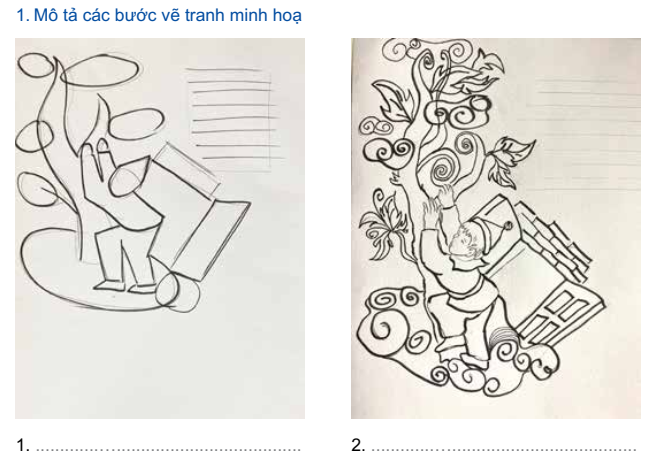 1. Mô tả các bước vẽ tranh minh hoạ
1. ........................................................
2. ........................................................